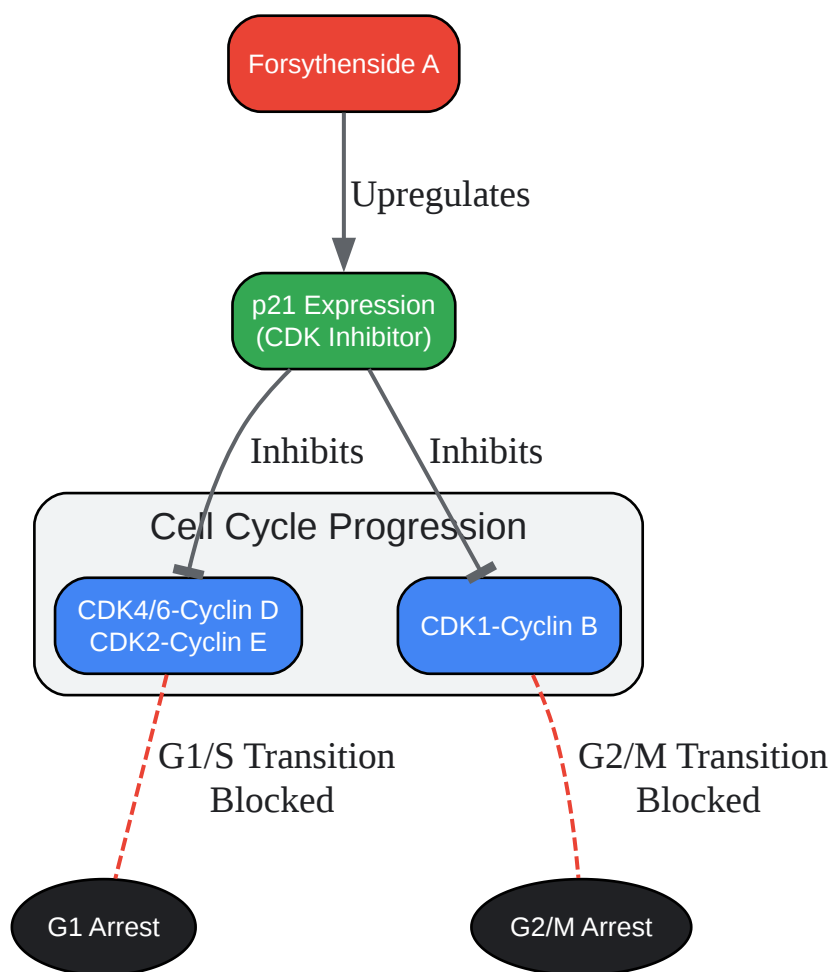 Forsythenside A
Upregulates
p21 Expression
(CDK Inhibitor)
Inhibits
Inhibits
Cell Cycle Progression
CDK4/6-Cyclin D
CDK2-Cyclin E
CDK1-Cyclin B
G1/S Transition
Blocked
G2/M Transition
Blocked
G1 Arrest
G2/M Arrest